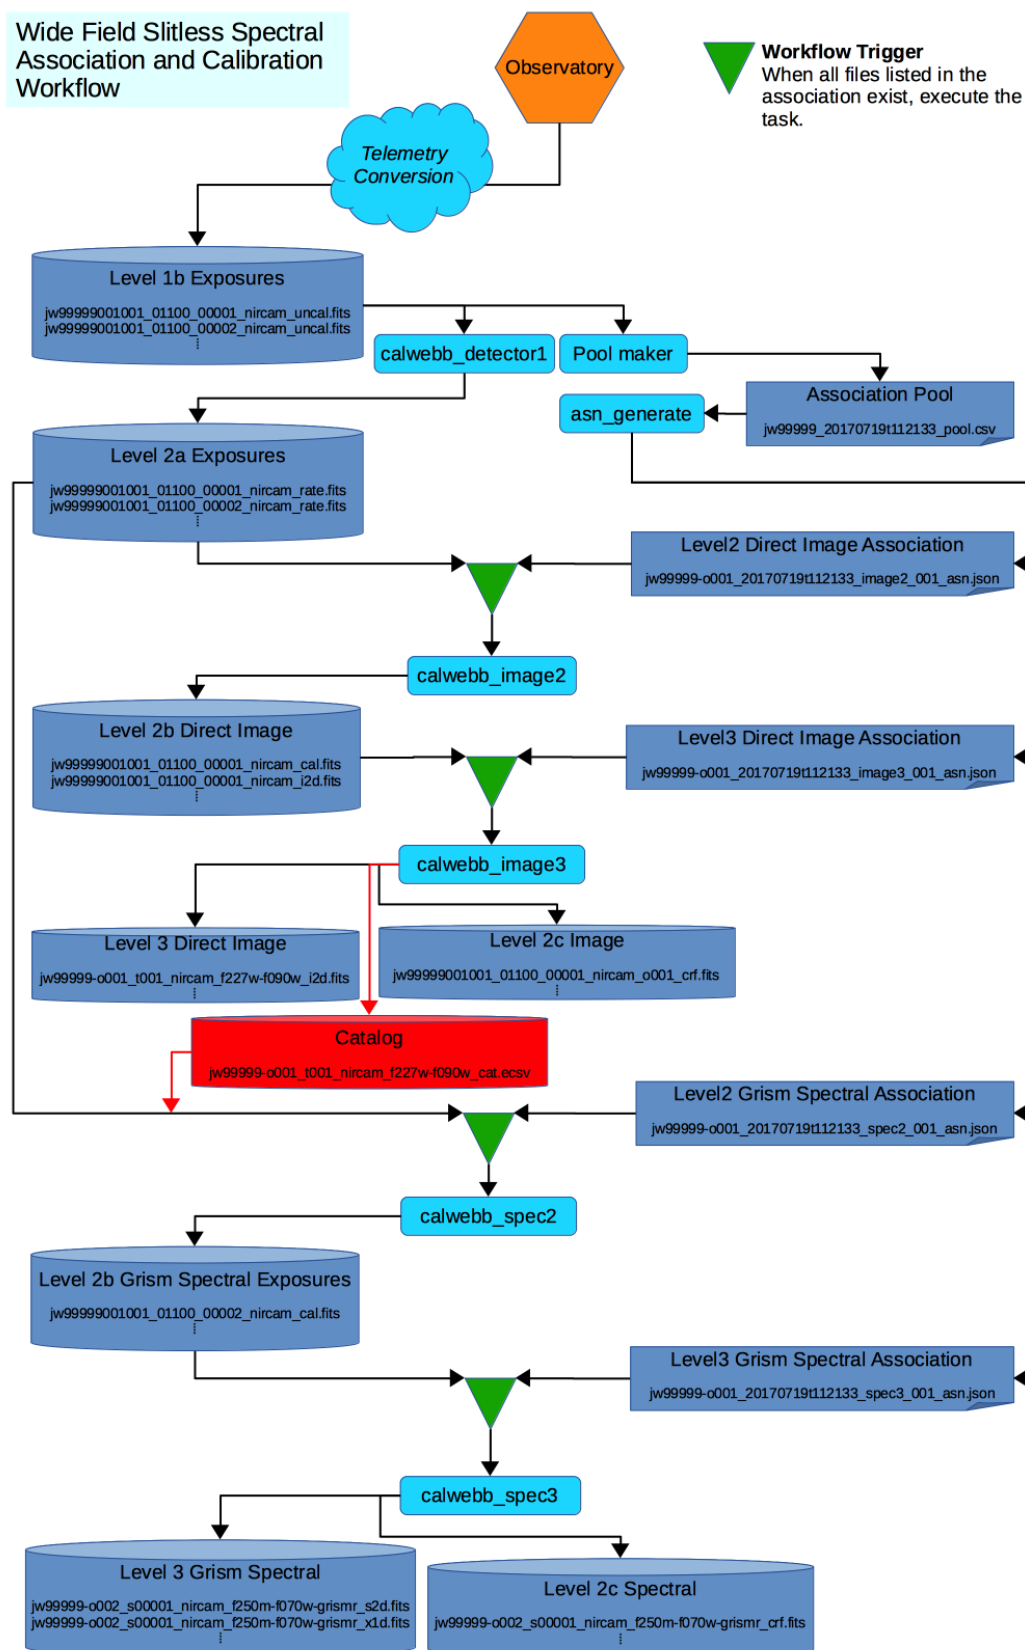 Wide Field Slitless Spectral
Association and Calibration
Workflow
Observatory
Workflow Trigger
When all files listed in the
association exist, execute the
task.
Telemetry
Conversion
Level 1b Exposures
jw99999001001_01100_00001_nircam_uncal.fits
jw99999001001_01100_00002_nircam_uncal.fits
⋮
calwebb_detector1
Pool maker
Association Pool
jw99999_20170719t112133_pool.csv
asn_generate
Level 2a Exposures
jw99999001001_01100_00001_nircam_rate.fits
jw99999001001_01100_00002_nircam_rate.fits
⋮
Level2 Direct Image Association
jw99999-o001_20170719t112133_image2_001_asn.json
calwebb_image2
Level 2b Direct Image
jw99999001001_01100_00001_nircam_cal.fits
jw99999001001_01100_00001_nircam_i2d.fits
⋮
Level3 Direct Image Association
jw99999-o001_20170719t112133_image3_001_asn.json
calwebb_image3
Level 3 Direct Image
jw99999-o001_t001_nircam_f227w-f090w_i2d.fits
⋮
Level 2c Image
jw99999001001_01100_00001_nircam_o001_crf.fits
⋮
Catalog
jw99999-o001_t001_nircam_f227w-f090w_cat.ecsv
Level2 Grism Spectral Association
jw99999-o001_20170719t112133_spec2_001_asn.json
calwebb_spec2
Level 2b Grism Spectral Exposures
jw99999001001_01100_00002_nircam_cal.fits
⋮
Level3 Grism Spectral Association
jw99999-o001_20170719t112133_spec3_001_asn.json
calwebb_spec3
Level 3 Grism Spectral
jw99999-o002_s00001_nircam_f250m-f070w-grismr_s2d.fits
jw99999-o002_s00001_nircam_f250m-f070w-grismr_x1d.fits
⋮
Level 2c Spectral
jw99999-o002_s00001_nircam_f250m-f070w-grismr_crf.fits
⋮